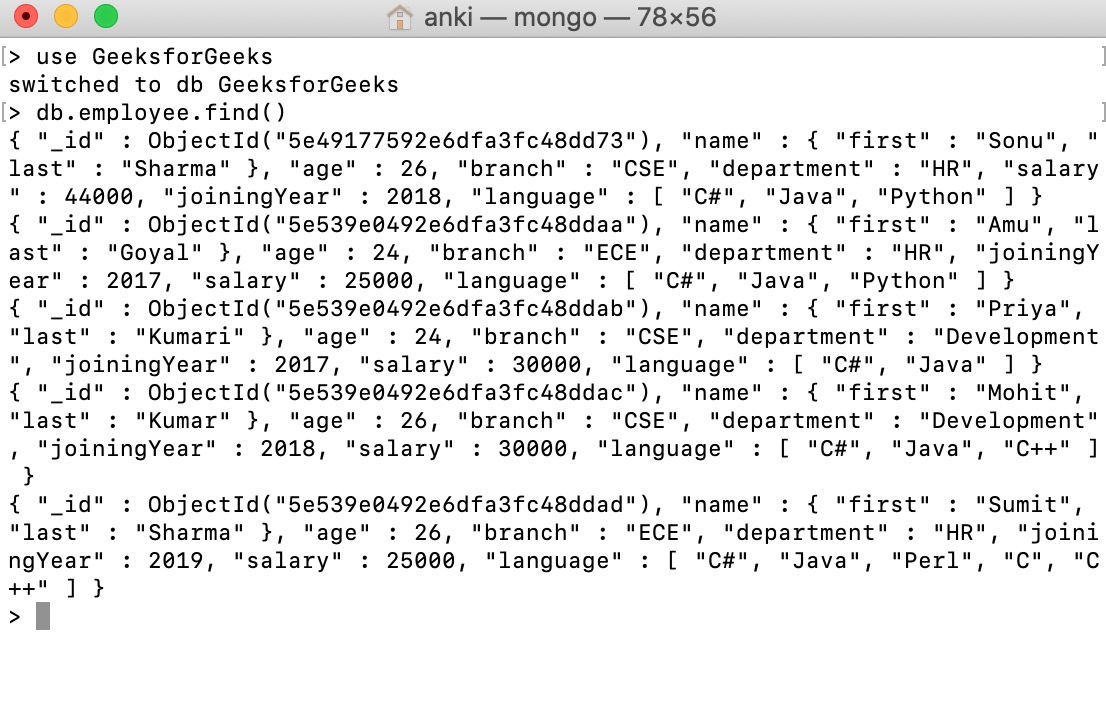 anki — mongo — 78×56
[> use GeeksforGeeks ]
switched to db GeeksforGeeks
[> db.employee.find() ]
{ "_id" : ObjectId("5e49177592e6dfa3fc48dd73"), "name" : { "first" : "Sonu", "
last" : "Sharma" }, "age" : 26, "branch" : "CSE", "department" : "HR", "salary
" : 44000, "joiningYear" : 2018, "language" : [ "C#", "Java", "Python" ] }
{ "_id" : ObjectId("5e539e0492e6dfa3fc48ddaa"), "name" : { "first" : "Amu", "l
ast" : "Goyal" }, "age" : 24, "branch" : "ECE", "department" : "HR", "joiningY
ear" : 2017, "salary" : 25000, "language" : [ "C#", "Java", "Python" ] }
{ "_id" : ObjectId("5e539e0492e6dfa3fc48ddab"), "name" : { "first" : "Priya", 
"last" : "Kumari" }, "age" : 24, "branch" : "CSE", "department" : "Development
", "joiningYear" : 2017, "salary" : 30000, "language" : [ "C#", "Java" ] }
{ "_id" : ObjectId("5e539e0492e6dfa3fc48ddac"), "name" : { "first" : "Mohit", 
"last" : "Kumar" }, "age" : 26, "branch" : "CSE", "department" : "Development"
, "joiningYear" : 2018, "salary" : 30000, "language" : [ "C#", "Java", "C++" ]
 }
{ "_id" : ObjectId("5e539e0492e6dfa3fc48ddad"), "name" : { "first" : "Sumit", 
"last" : "Sharma" }, "age" : 26, "branch" : "ECE", "department" : "HR", "joini
ngYear" : 2019, "salary" : 25000, "language" : [ "C#", "Java", "Perl", "C", "C
++" ] }
>